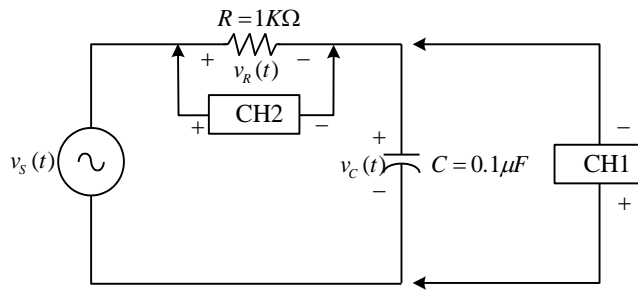 R = 1KΩ
+ −
v_R(t)
+ CH2 −
v_S(t)
+
v_C(t)
−
C = 0.1μF
−
CH1
+